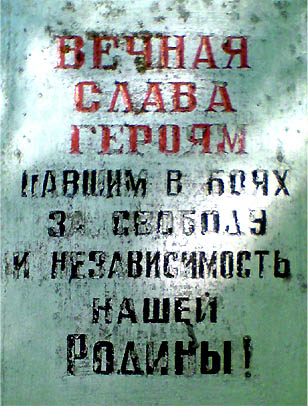 ВЕЧНАЯ
СЛАВА
ГЕРОЯМ
ПАВШИМ В БОЯХ
ЗА СВОБОДУ
И НЕЗАВИСИМОСТЬ
НАШЕЙ
РОДИНЫ!